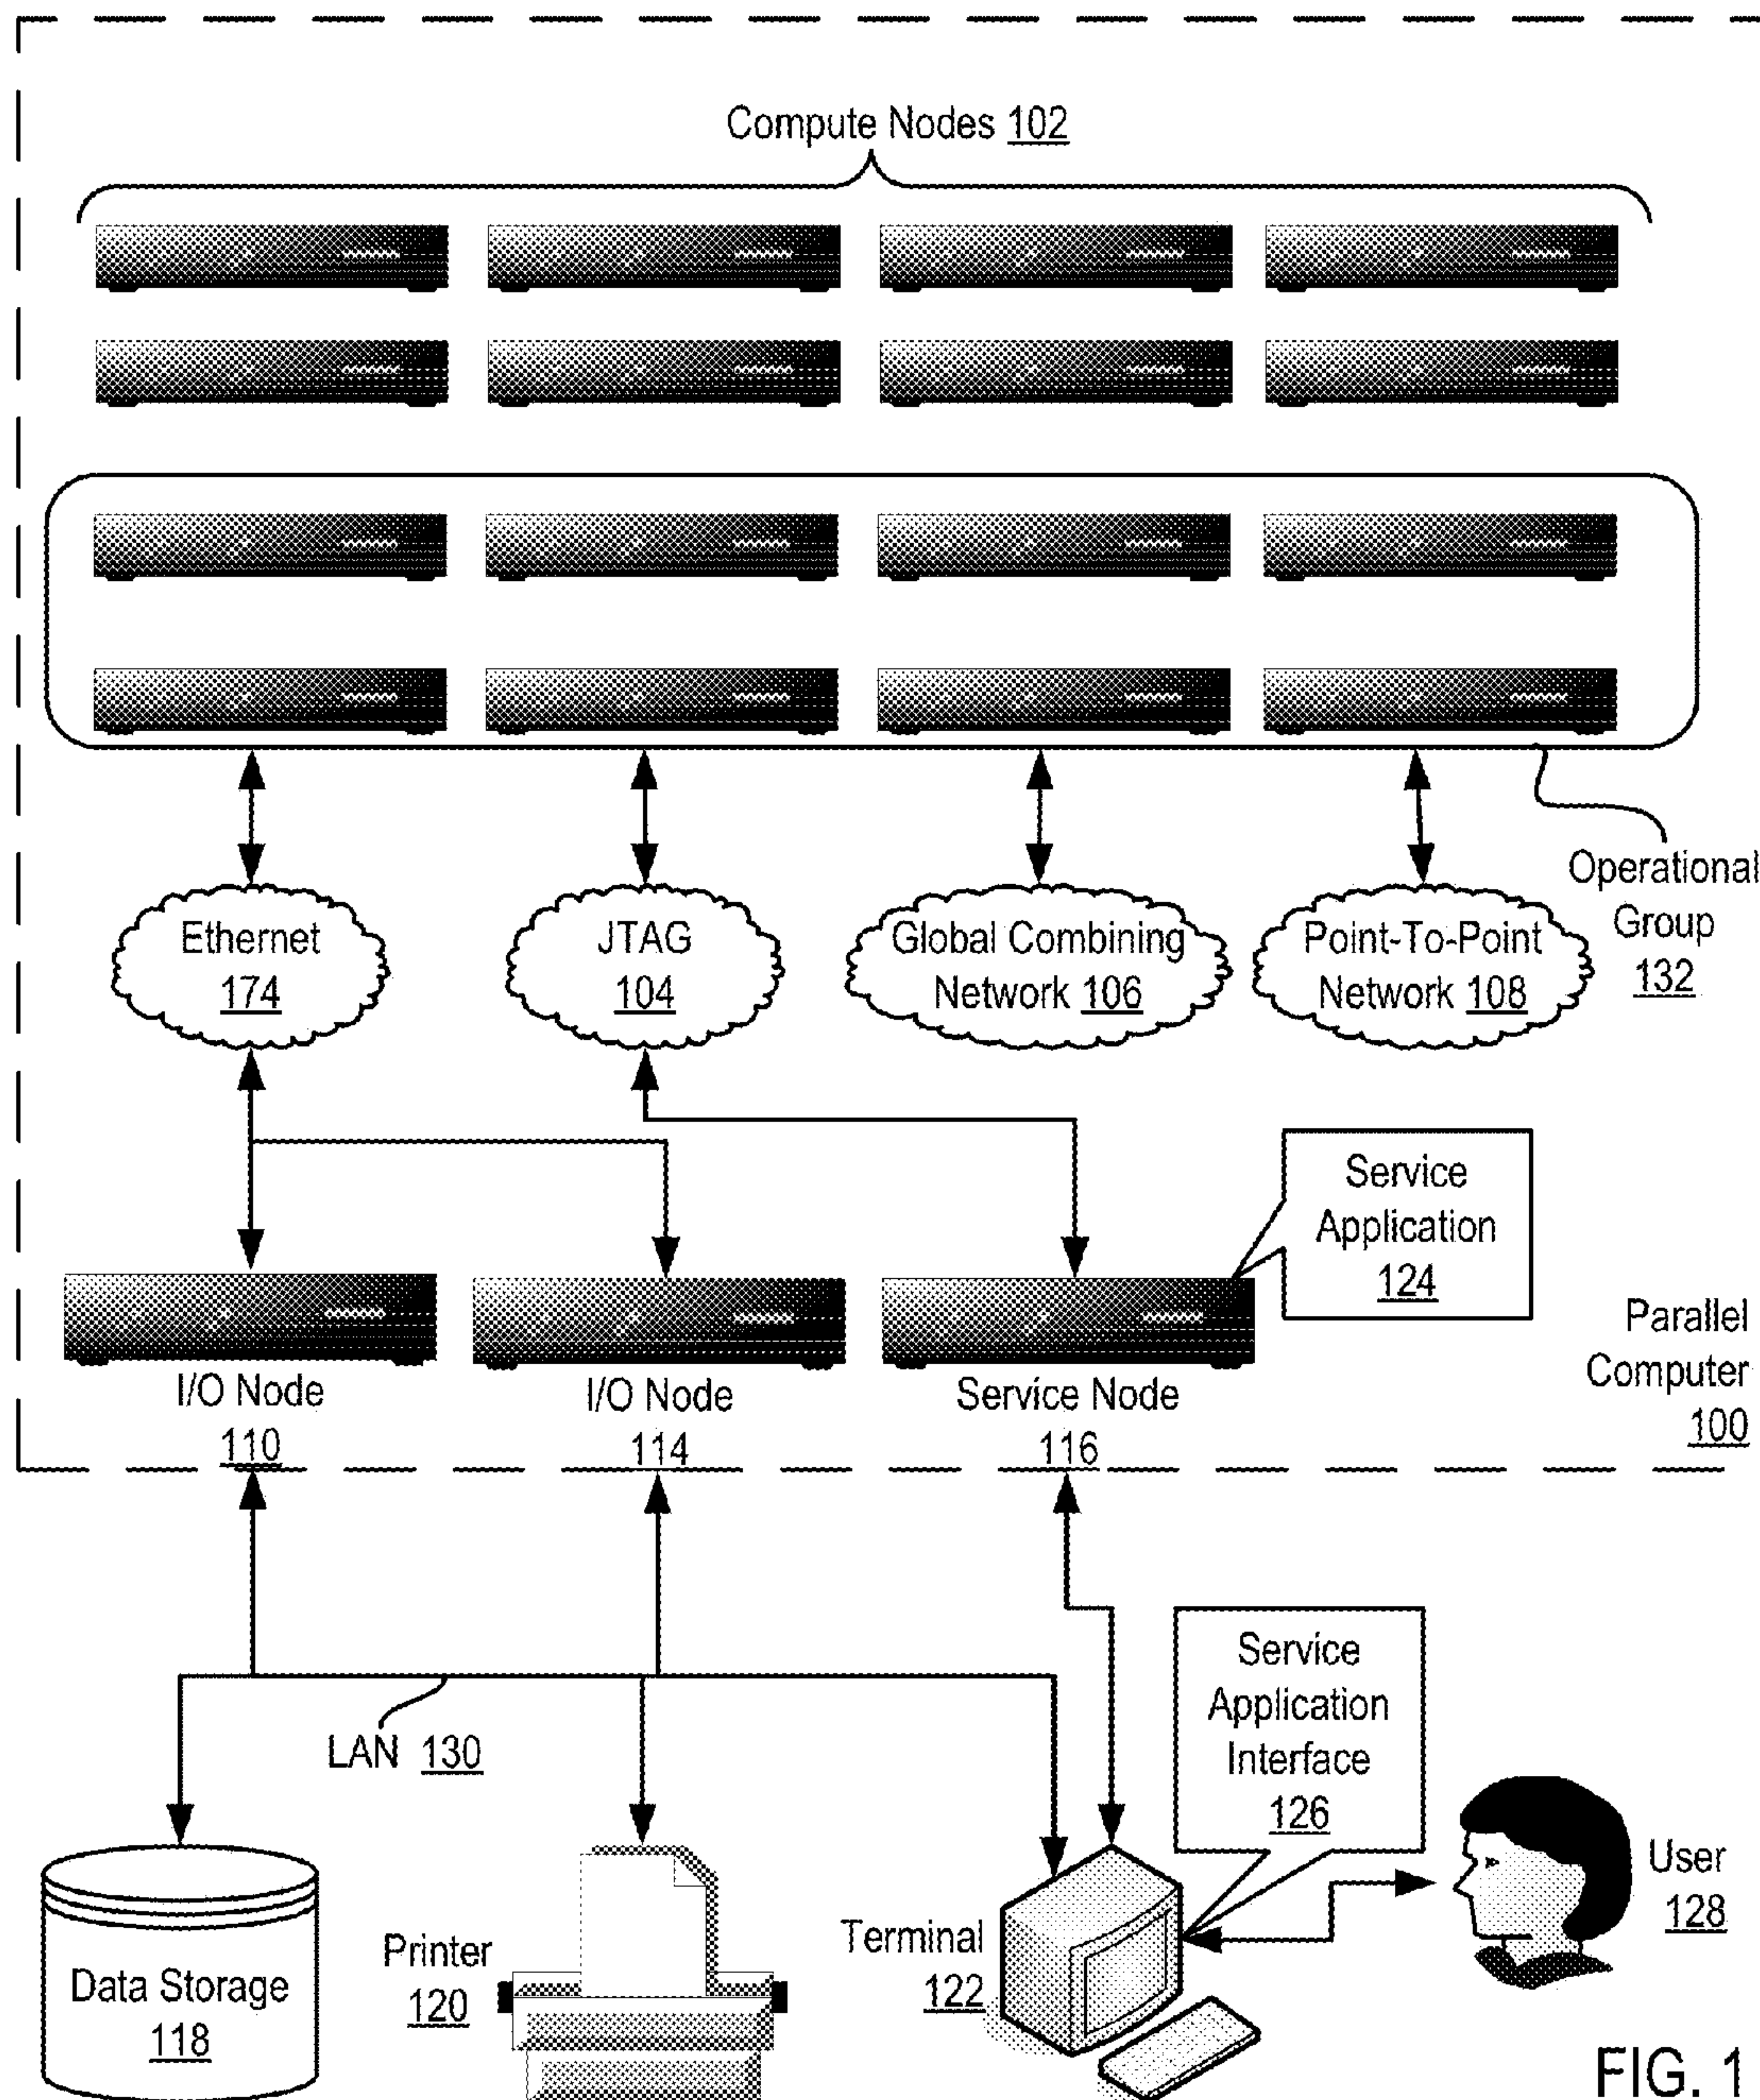 Compute Nodes 102
Operational
Group
132
Ethernet
174
JTAG
104
Global Combining
Network 106
Point-To-Point
Network 108
Service
Application
124
Parallel
Computer
100
I/O Node
110
I/O Node
114
Service Node
116
LAN 130
Service
Application
Interface
126
Data Storage
118
Printer
120
Terminal
122
User
128
FIG. 1